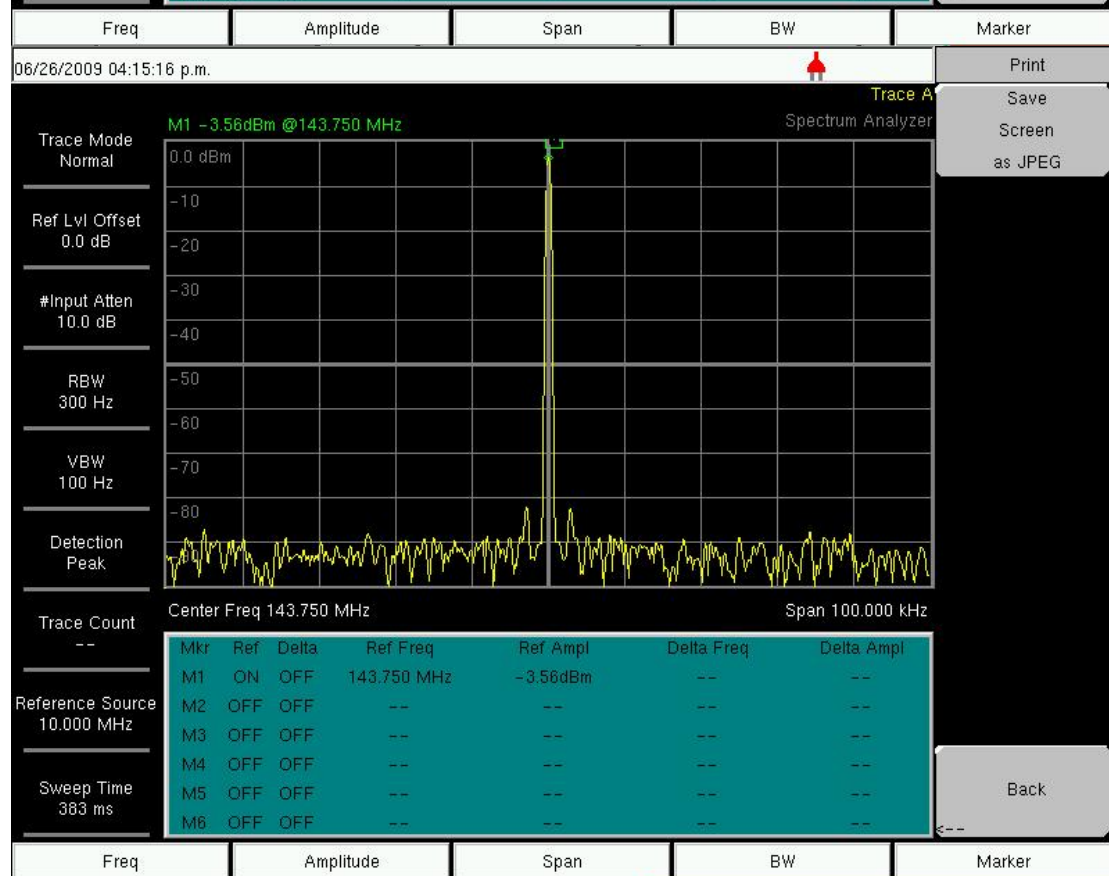 Freq Amplitude Span BW Marker
06/26/2009 04:15:16 p.m.
Print
Save
Screen
as JPEG
Trace A
M1 -3.56dBm @143.750 MHz
Spectrum Analyzer
Trace Mode
Normal
Ref Lvl Offset
0.0 dB
#Input Atten
10.0 dB
RBW
300 Hz
VBW
100 Hz
Detection
Peak
Trace Count
--
Reference Source
10.000 MHz
Sweep Time
383 ms
0.0 dBm
-10
-20
-30
-40
-50
-60
-70
-80
-90
Center Freq 143.750 MHz Span 100.000 kHz
Mkr Ref Delta Ref Freq Ref Ampl Delta Freq Delta Ampl
M1 ON OFF 143.750 MHz -3.56dBm -- --
M2 OFF OFF -- -- -- --
M3 OFF OFF -- -- -- --
M4 OFF OFF -- -- -- --
M5 OFF OFF -- -- -- --
M6 OFF OFF -- -- -- --
Back
<--
Freq Amplitude Span BW Marker